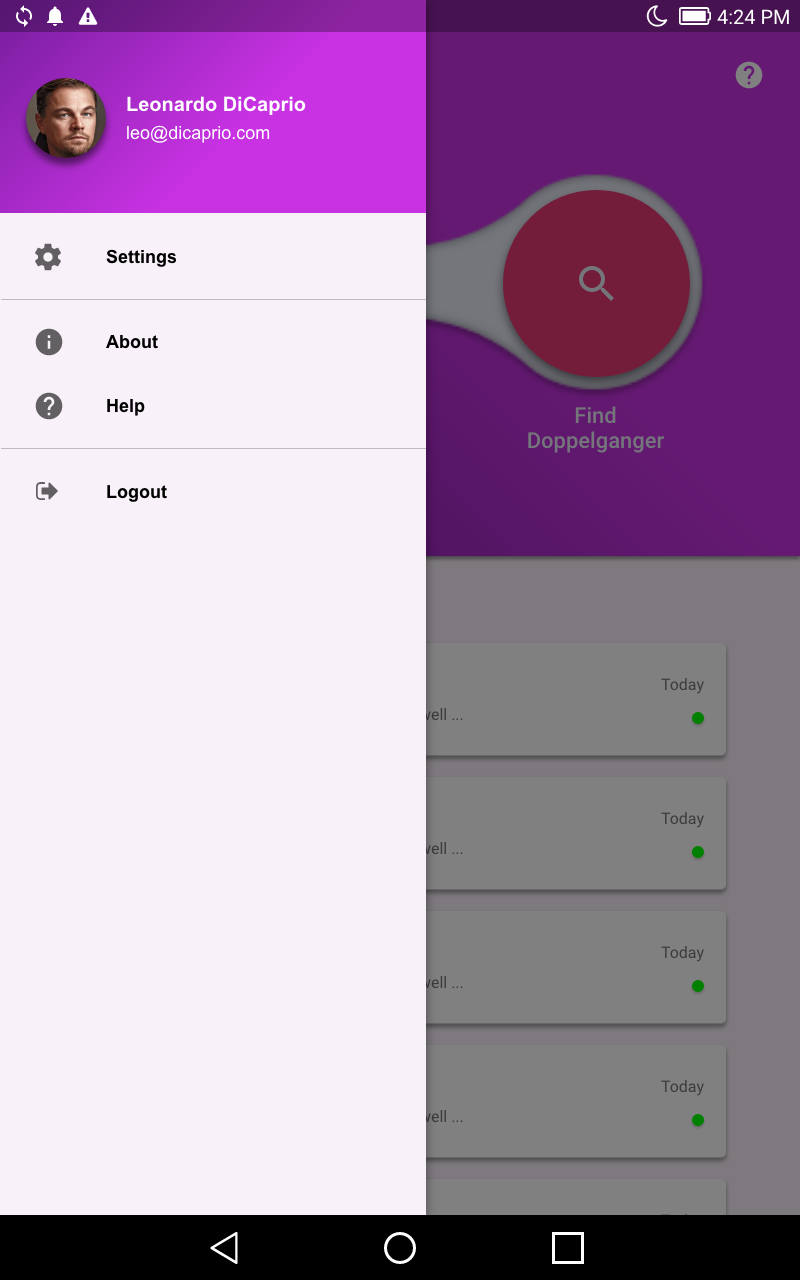 4:24 PM
Leonardo DiCaprio
leo@dicaprio.com
Settings
About
Help
Logout
Find
Doppelganger
Today
well ...
Today
well ...
Today
well ...
Today
well ...